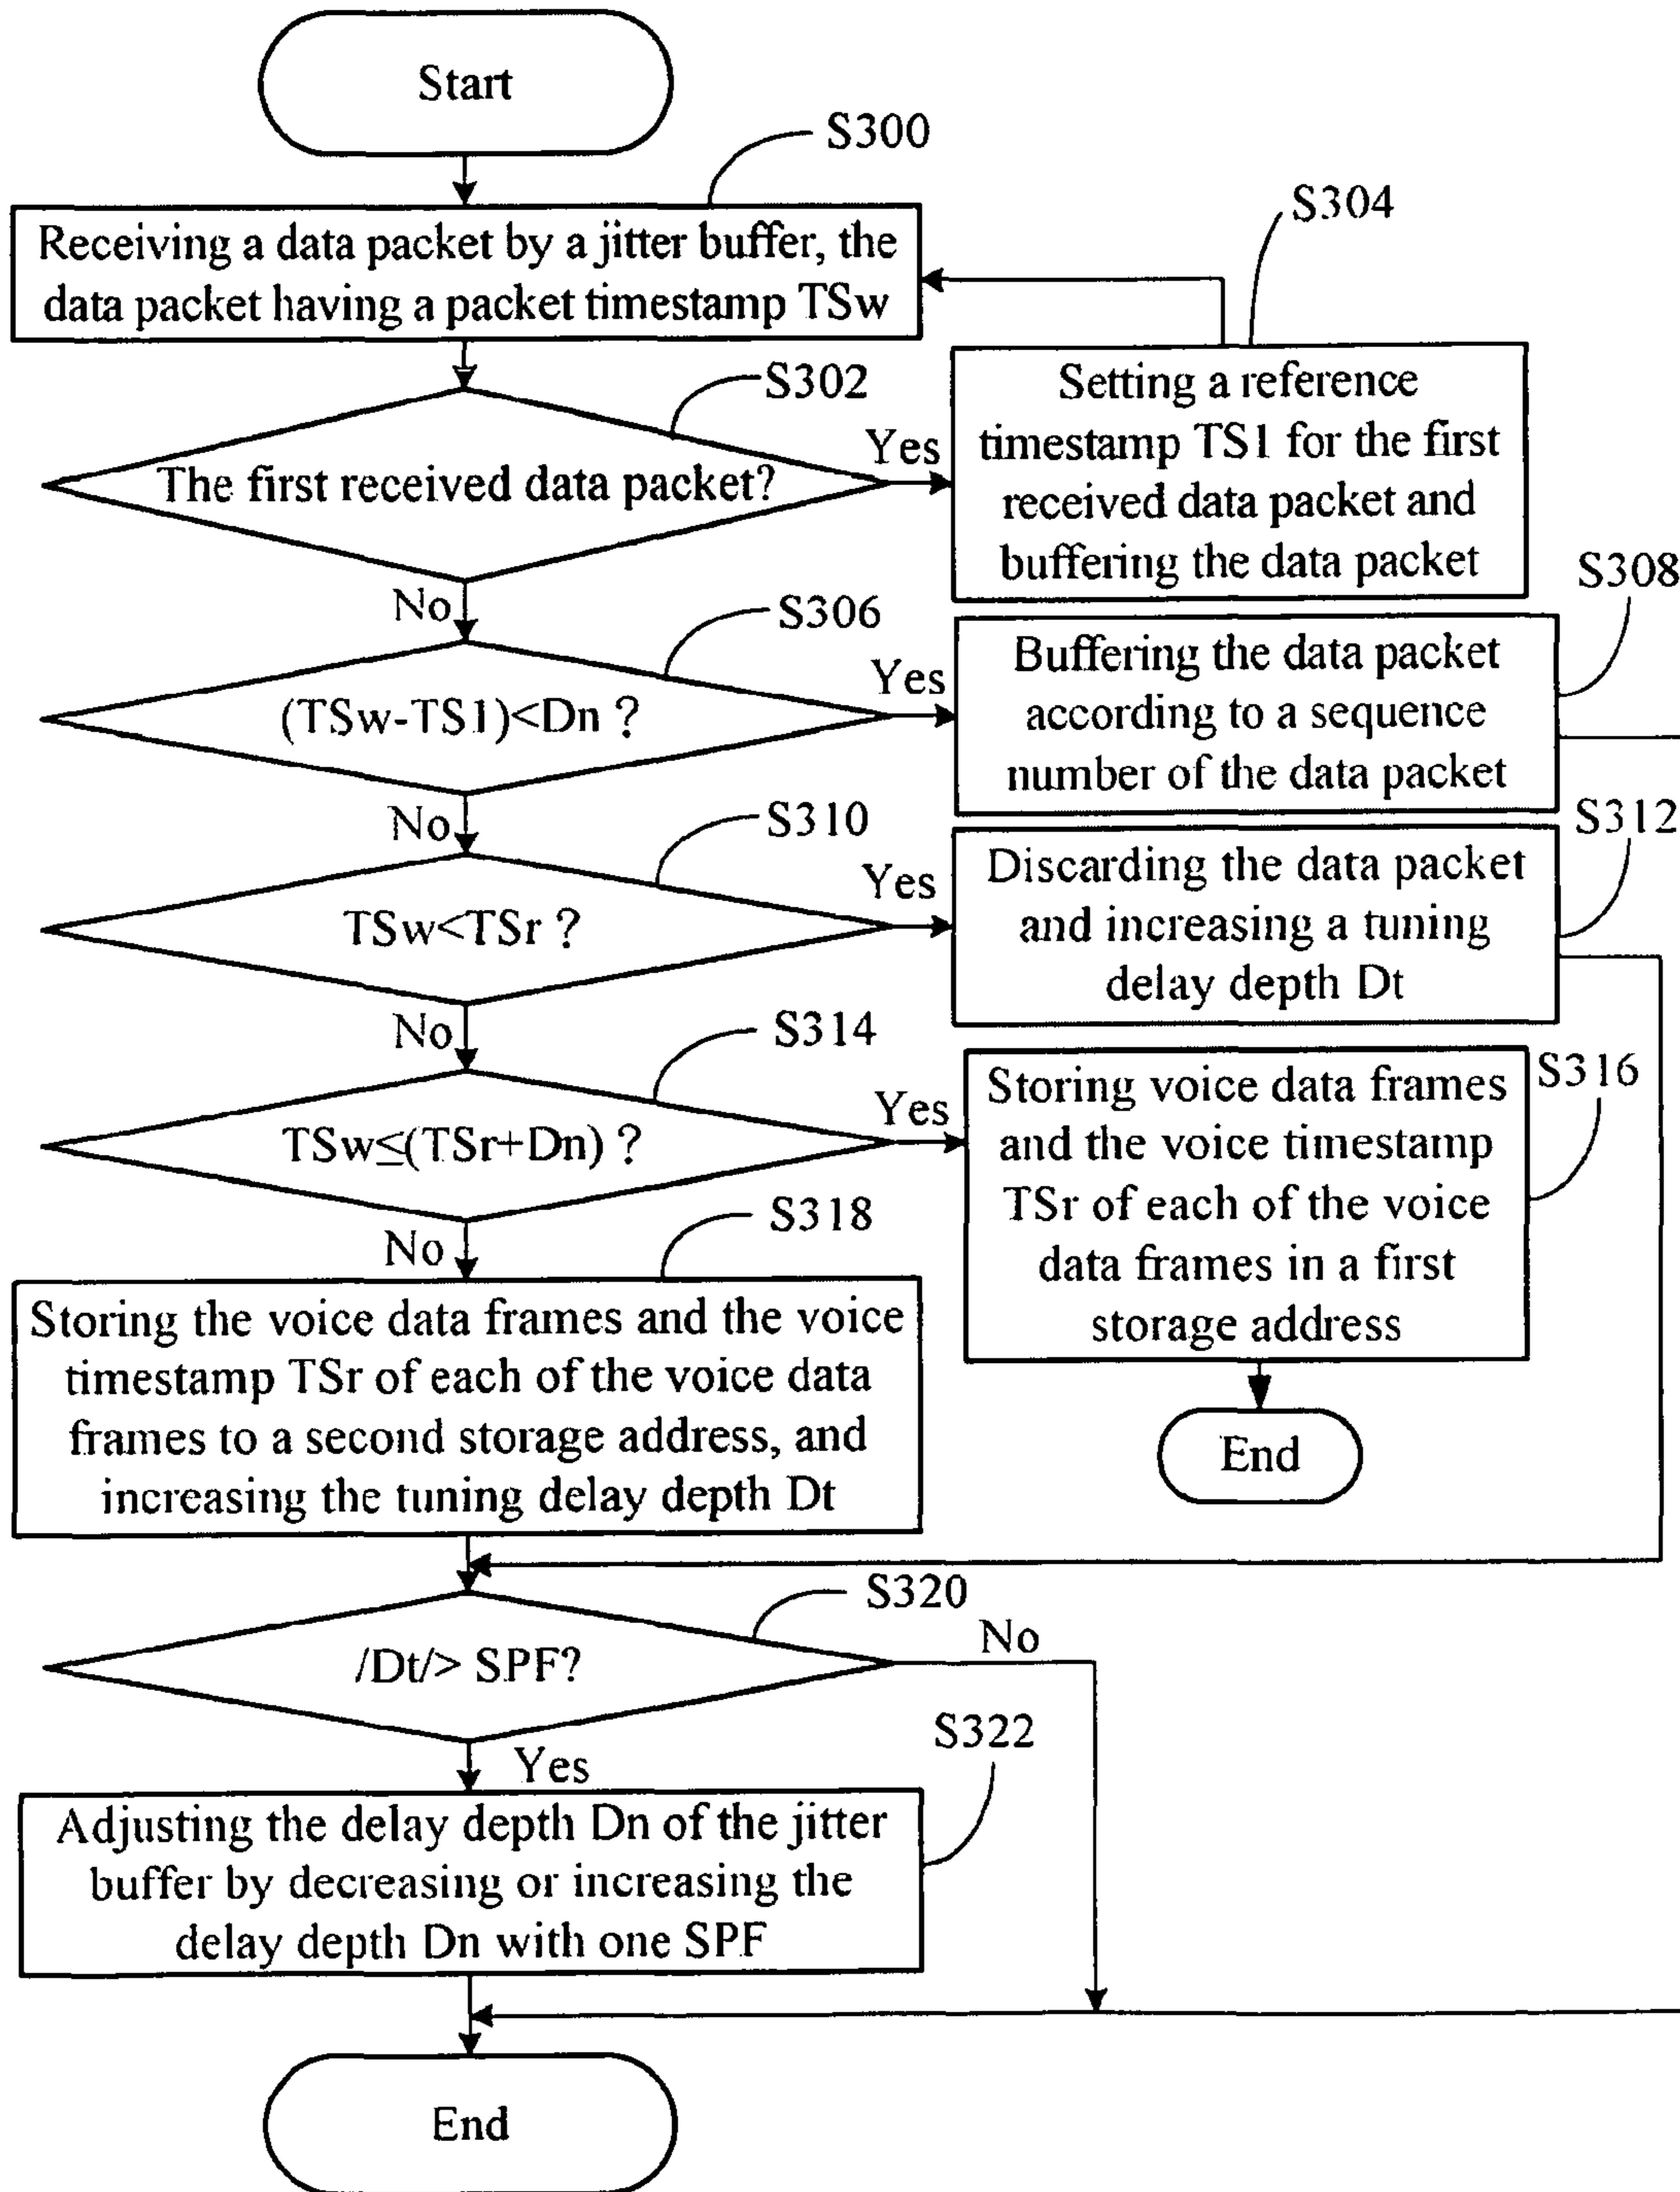 Start
S300
Receiving a data packet by a jitter buffer, the
data packet having a packet timestamp TSw
S304
Setting a reference
timestamp TS1 for the first
received data packet and
buffering the data packet
S302
The first received data packet?
Yes
No
S306
(TSw-TS1)<Dn ?
Yes
S308
Buffering the data packet
according to a sequence
number of the data packet
No
S310
TSw<TSr ?
Yes
S312
Discarding the data packet
and increasing a tuning
delay depth Dt
No
S314
TSw≤(TSr+Dn) ?
Yes
S316
Storing voice data frames
and the voice timestamp
TSr of each of the voice
data frames in a first
storage address
End
No
S318
Storing the voice data frames and the voice
timestamp TSr of each of the voice data
frames to a second storage address, and
increasing the tuning delay depth Dt
S320
/Dt/> SPF?
No
Yes
S322
Adjusting the delay depth Dn of the jitter
buffer by decreasing or increasing the
delay depth Dn with one SPF
End